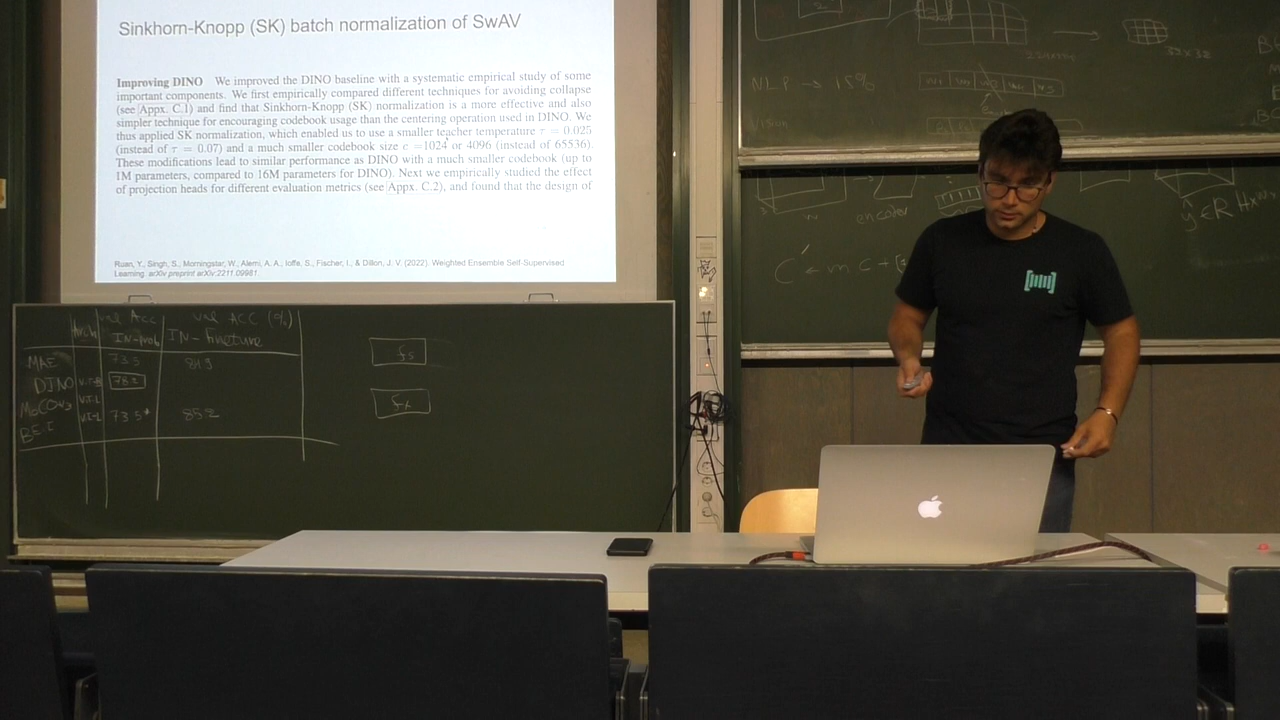 Sinkhorn-Knopp (SK) batch normalization of SwAV
Improving DINO We improved the DINO baseline with a systematic empirical study of some
important components. We first empirically compared different techniques for avoiding collapse
(see Appx. C.1) and find that Sinkhorn-Knopp (SK) normalization is a more effective and also
simpler technique for encouraging codebook usage than the centering operation used in DINO. We
thus applied SK normalization, which enabled us to use a smaller teacher temperature τ = 0.025
(instead of τ = 0.07) and a much smaller codebook size c =1024 or 4096 (instead of 65536).
These modifications lead to similar performance as DINO with a much smaller codebook (up to
1M parameters, compared to 16M parameters for DINO). Next we empirically studied the effect
of projection heads for different evaluation metrics (see Appx. C.2), and found that the design of
Ruan, Y., Singh, S., Morningstar, W., Alemi, A. A., Ioffe, S., Fischer, I., & Dillon, J. V. (2022). Weighted Ensemble Self-Supervised
Learning. arXiv preprint arXiv:2211.09981.
val Acc val ACC (%)
IN-prob IN-finetune
MAE 73.5 84.9
DINO ViT-B 78.2
MoCov3 ViT-L
BEiT ViT-L 73.5* 85.2
fs
ft
NLP → 15%
Vision
w
encoder
ŷ ∈ R
C' ← m C +